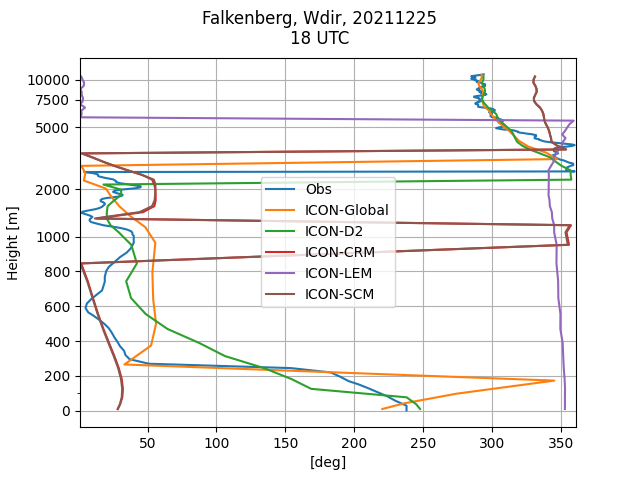 Falkenberg, Wdir, 20211225
18 UTC
10000
7500
5000
2000
1000
800
600
400
200
0
Height [m]
Obs
ICON-Global
ICON-D2
ICON-CRM
ICON-LEM
ICON-SCM
50 100 150 200 250 300 350
[deg]